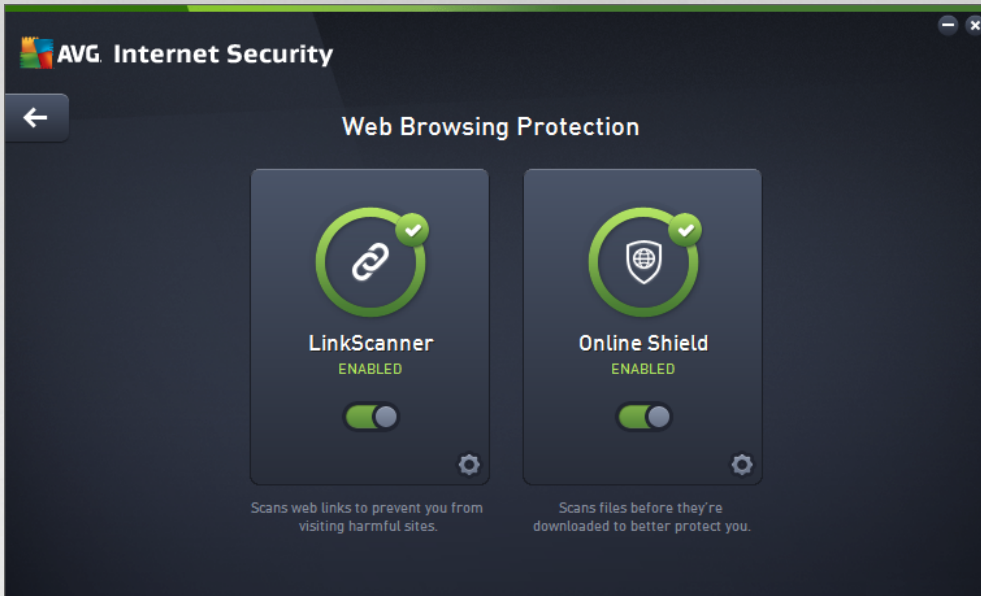 AVG. Internet Security
Web Browsing Protection
LinkScanner
ENABLED
Scans web links to prevent you from
visiting harmful sites.
Online Shield
ENABLED
Scans files before they're
downloaded to better protect you.